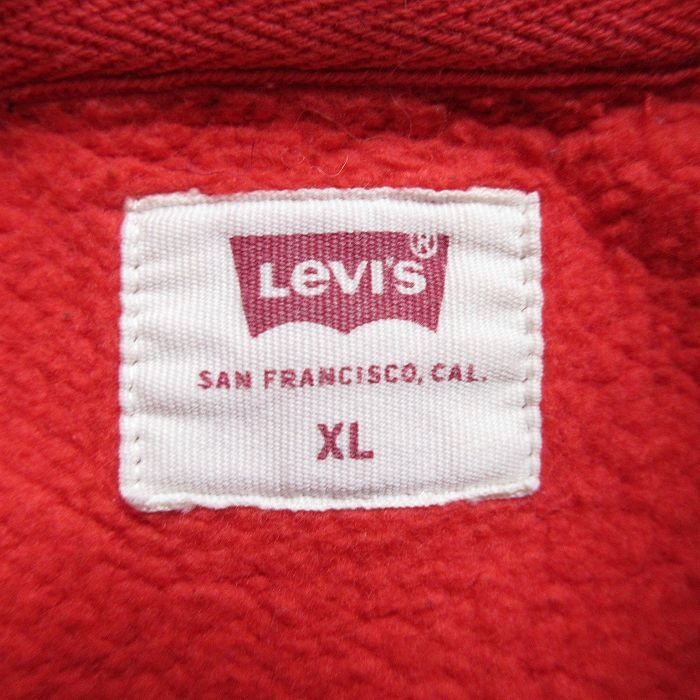 Levi's®
SAN FRANCISCO, CAL.
XL